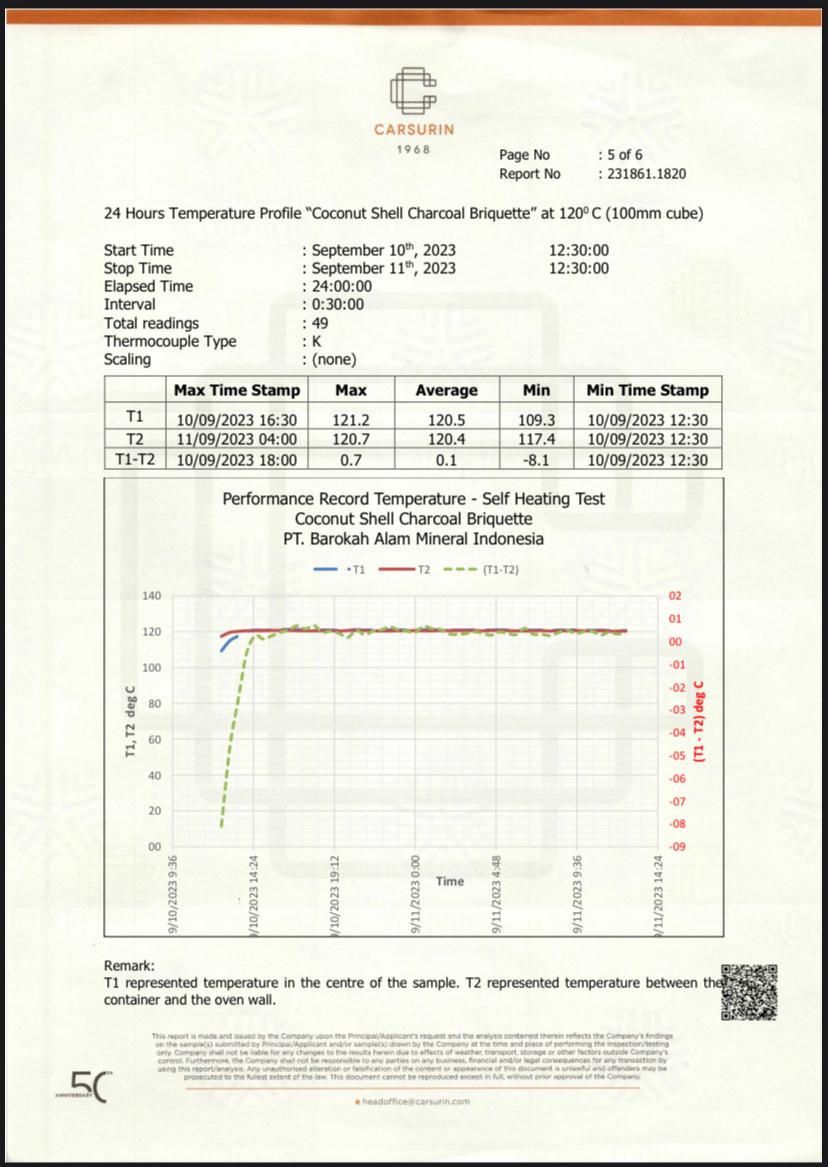 CARSURIN
1968
Page No : 5 of 6
Report No : 231861.1820
24 Hours Temperature Profile “Coconut Shell Charcoal Briquette” at 120⁰ C (100mm cube)
Start Time : September 10th, 2023 12:30:00
Stop Time : September 11th, 2023 12:30:00
Elapsed Time : 24:00:00
Interval : 0:30:00
Total readings : 49
Thermocouple Type : K
Scaling : (none)
Max Time Stamp Max Average Min Min Time Stamp
T1 10/09/2023 16:30 121.2 120.5 109.3 10/09/2023 12:30
T2 11/09/2023 04:00 120.7 120.4 117.4 10/09/2023 12:30
T1-T2 10/09/2023 18:00 0.7 0.1 -8.1 10/09/2023 12:30
Performance Record Temperature - Self Heating Test
Coconut Shell Charcoal Briquette
PT. Barokah Alam Mineral Indonesia
T1 T2 (T1-T2)
140 02
120 01
100 00
80 -01
60 -02
40 -03
20 -04
00 -05
-06
-07
-08
-09
T1, T2 deg C
(T1 - T2) deg C
9/10/2023 9:36
9/10/2023 14:24
9/10/2023 19:12
9/11/2023 0:00
9/11/2023 4:48
9/11/2023 9:36
9/11/2023 14:24
Time
Remark:
T1 represented temperature in the centre of the sample. T2 represented temperature between the
container and the oven wall.
This report is made and issued by the Company upon the Principal/Applicant's request and the analysis contained therein reflects the Company's findings
on the sample(s) submitted by Principal/Applicant and/or sample(s) drawn by the Company at the time and place of performing the inspection/testing
only. Company shall not be liable for any changes to the results herein due to effects of weather, transport, storage or other factors outside Company's
control. Furthermore, the Company shall not be responsible to any parties on any business, financial and/or legal consequences for any transaction by
using this report/analysis. Any unauthorised alteration or falsification of the content or appearance of this document is unlawful and offenders may be
prosecuted to the fullest extent of the law. This document cannot be reproduced except in full, without prior approval of the Company.
50TH
ANNIVERSARY
headoffice@carsurin.com